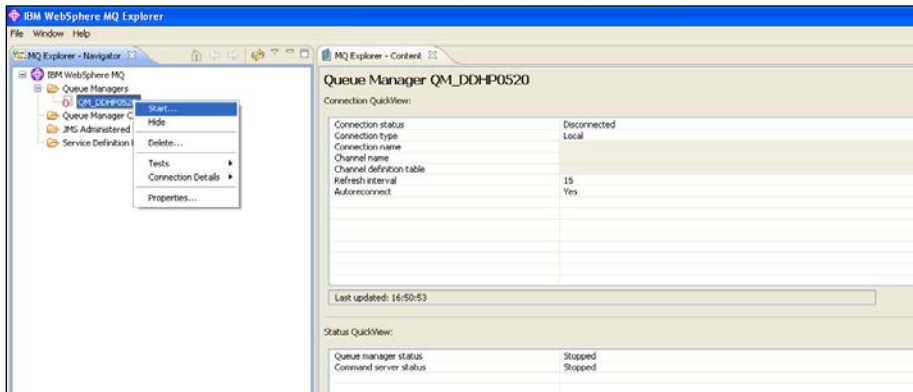 IBM WebSphere MQ Explorer
File Window Help
MQ Explorer - Navigator
IBM WebSphere MQ
Queue Managers
QM_DDHP0520
Queue Manager C
JMS Administered
Service Definition
Start...
Hide
Delete...
Tests
Connection Details
Properties...
MQ Explorer - Content
Queue Manager QM_DDHP0520
Connection QuickView:
Connection status Disconnected
Connection type Local
Connection name
Channel name
Channel definition table
Refresh interval 15
Autoreconnect Yes
Last updated: 16:50:53
Status QuickView:
Queue manager status Stopped
Command server status Stopped